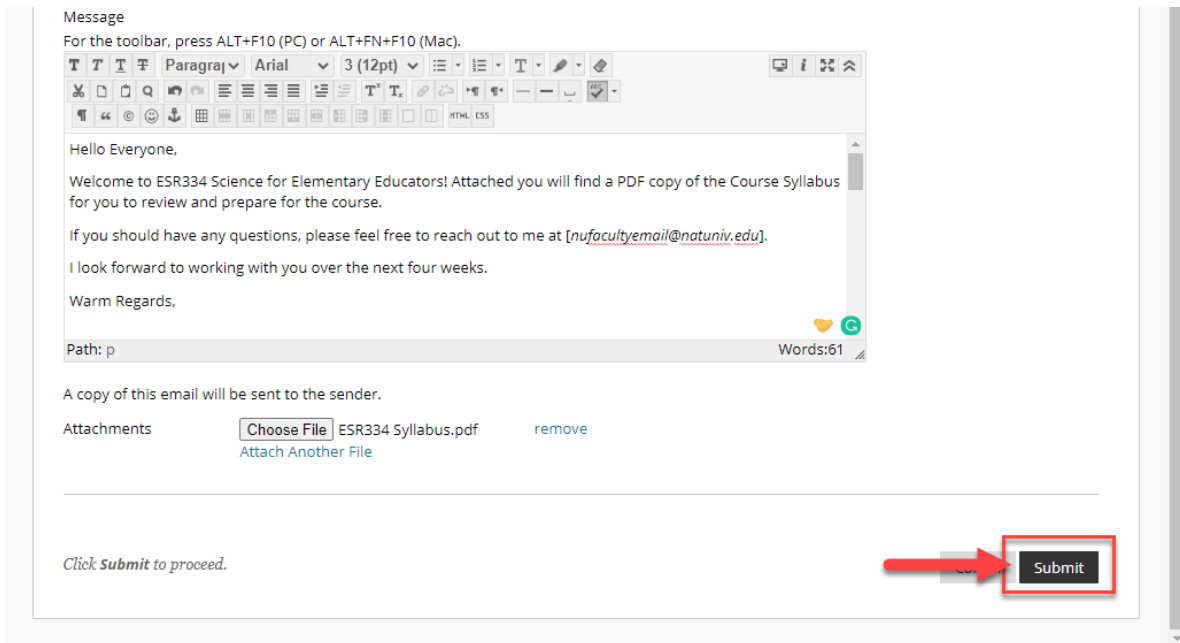 Message
For the toolbar, press ALT+F10 (PC) or ALT+FN+F10 (Mac).
T T T T Paragra Arial 3 (12pt) T
T T
HTML CSS
Hello Everyone,
Welcome to ESR334 Science for Elementary Educators! Attached you will find a PDF copy of the Course Syllabus
for you to review and prepare for the course.
If you should have any questions, please feel free to reach out to me at [nufacultyemail@natuniv.edu].
I look forward to working with you over the next four weeks.
Warm Regards,
Path: p Words:61
A copy of this email will be sent to the sender.
Attachments Choose File ESR334 Syllabus.pdf remove
Attach Another File
Click Submit to proceed. Submit